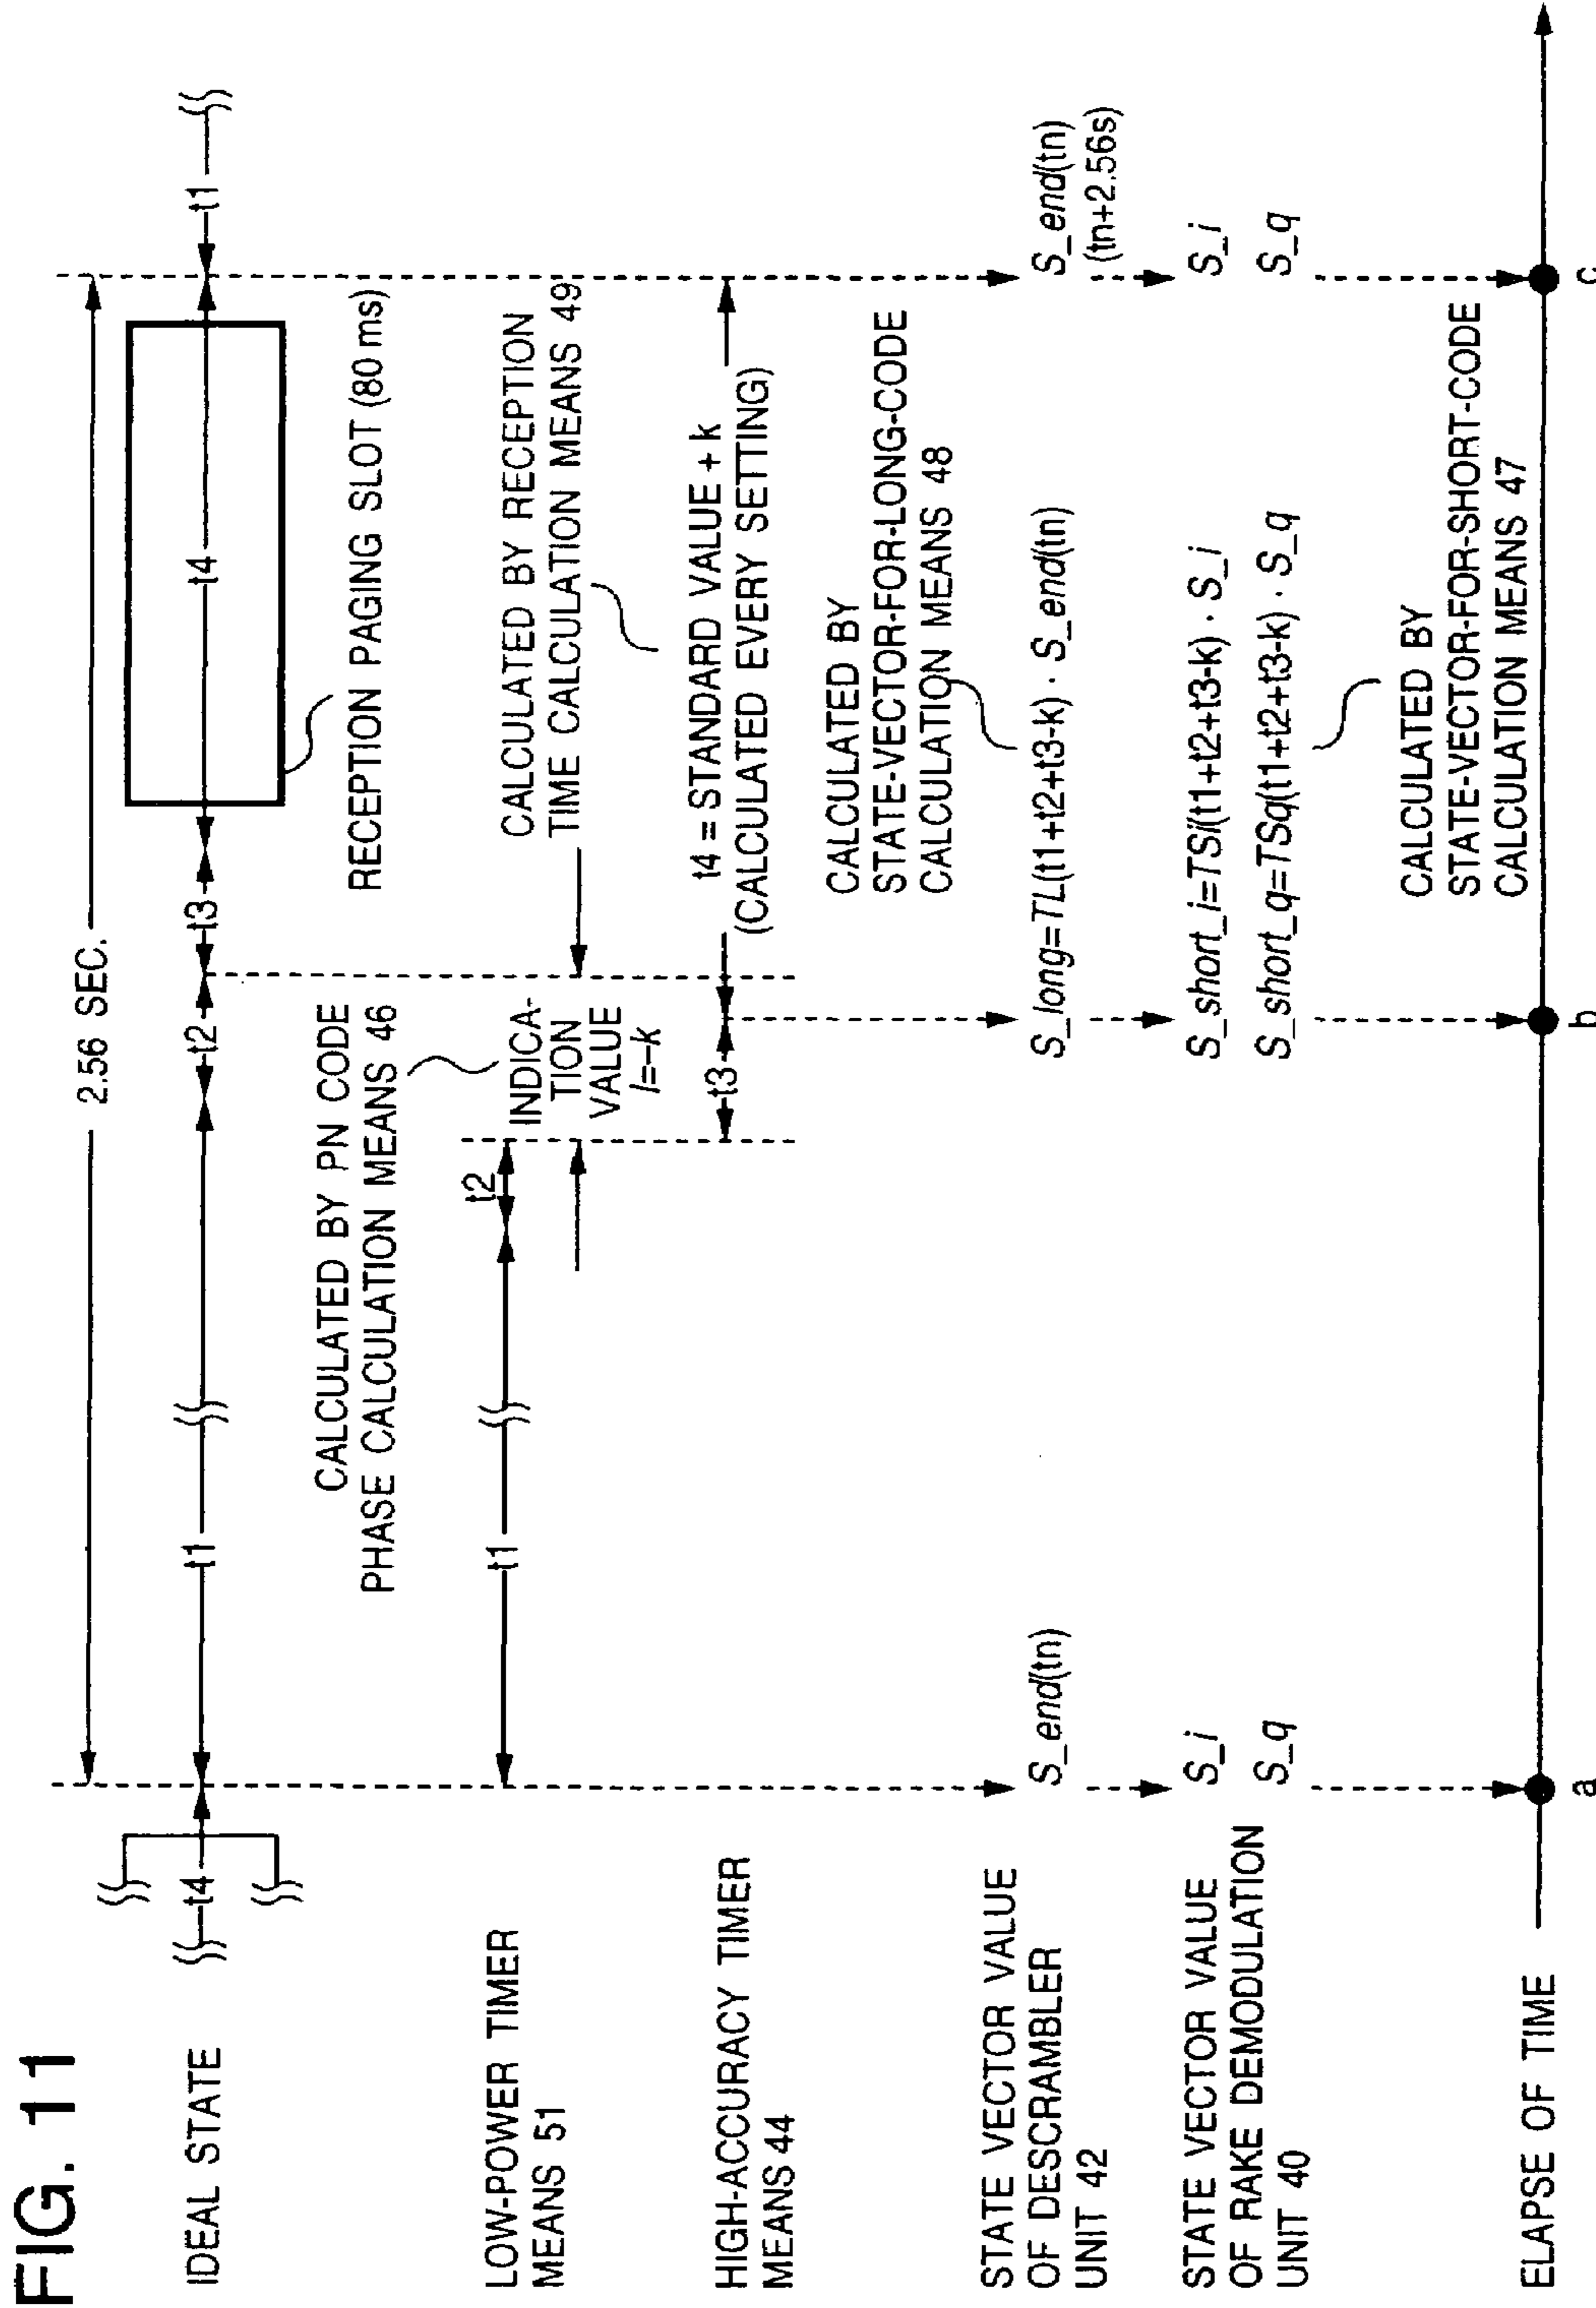 FIG. 11
2.56 SEC.
IDEAL STATE
t4
t1
t2
t3
t4
t1
RECEPTION PAGING SLOT (80 ms)
CALCULATED BY PN CODE
PHASE CALCULATION MEANS 46
LOW-POWER TIMER
MEANS 51
t1
t2
INDICA-
TION
VALUE
I=-k
CALCULATED BY RECEPTION
TIME CALCULATION MEANS 49
HIGH-ACCURACY TIMER
MEANS 44
t3
t4 = STANDARD VALUE + k
(CALCULATED EVERY SETTING)
CALCULATED BY
STATE-VECTOR-FOR-LONG-CODE
CALCULATION MEANS 48
STATE VECTOR VALUE
OF DESCRAMBLER
UNIT 42
S_end(tn)
S_long=TL(t1+t2+t3-k) · S_end(tn)
S_end(tn)
(tn+2.56s)
STATE VECTOR VALUE
OF RAKE DEMODULATION
UNIT 40
S_i
S_q
S_short_i=TSi(t1+t2+t3-k) · S_i
S_short_q=TSq(t1+t2+t3-k) · S_q
S_i
S_q
CALCULATED BY
STATE-VECTOR-FOR-SHORT-CODE
CALCULATION MEANS 47
ELAPSE OF TIME
a
b
c